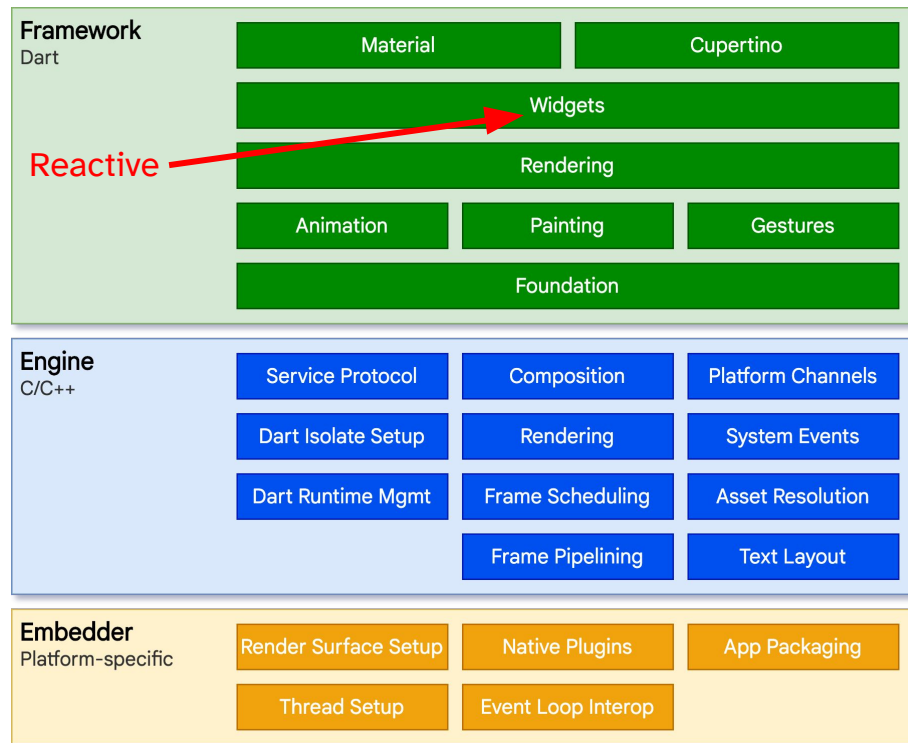 Framework
Dart
Material
Cupertino
Widgets
Reactive
Rendering
Animation
Painting
Gestures
Foundation
Engine
C/C++
Service Protocol
Composition
Platform Channels
Dart Isolate Setup
Rendering
System Events
Dart Runtime Mgmt
Frame Scheduling
Asset Resolution
Frame Pipelining
Text Layout
Embedder
Platform-specific
Render Surface Setup
Native Plugins
App Packaging
Thread Setup
Event Loop Interop